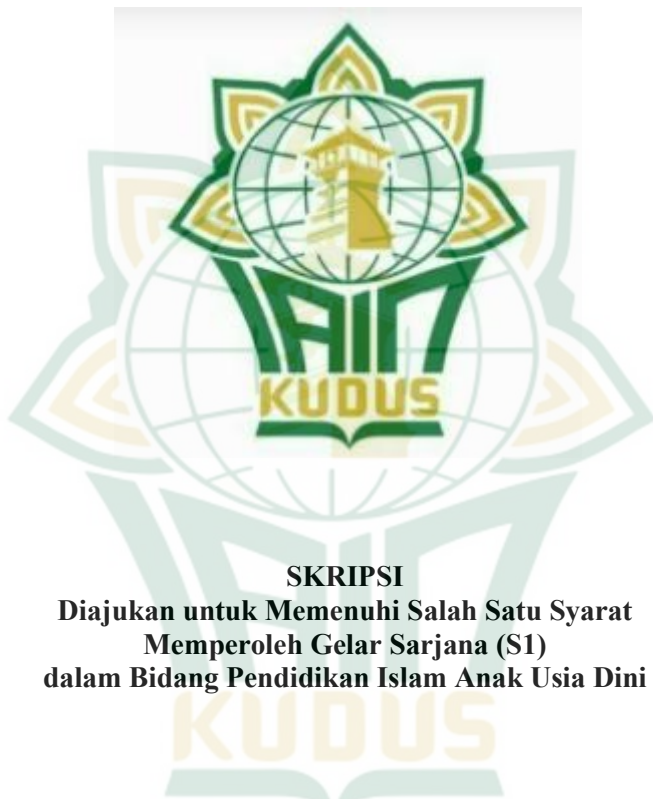 IAIN
KUDUS
SKRIPSI
Diajukan untuk Memenuhi Salah Satu Syarat
Memperoleh Gelar Sarjana (S1)
dalam Bidang Pendidikan Islam Anak Usia Dini
KUDUS